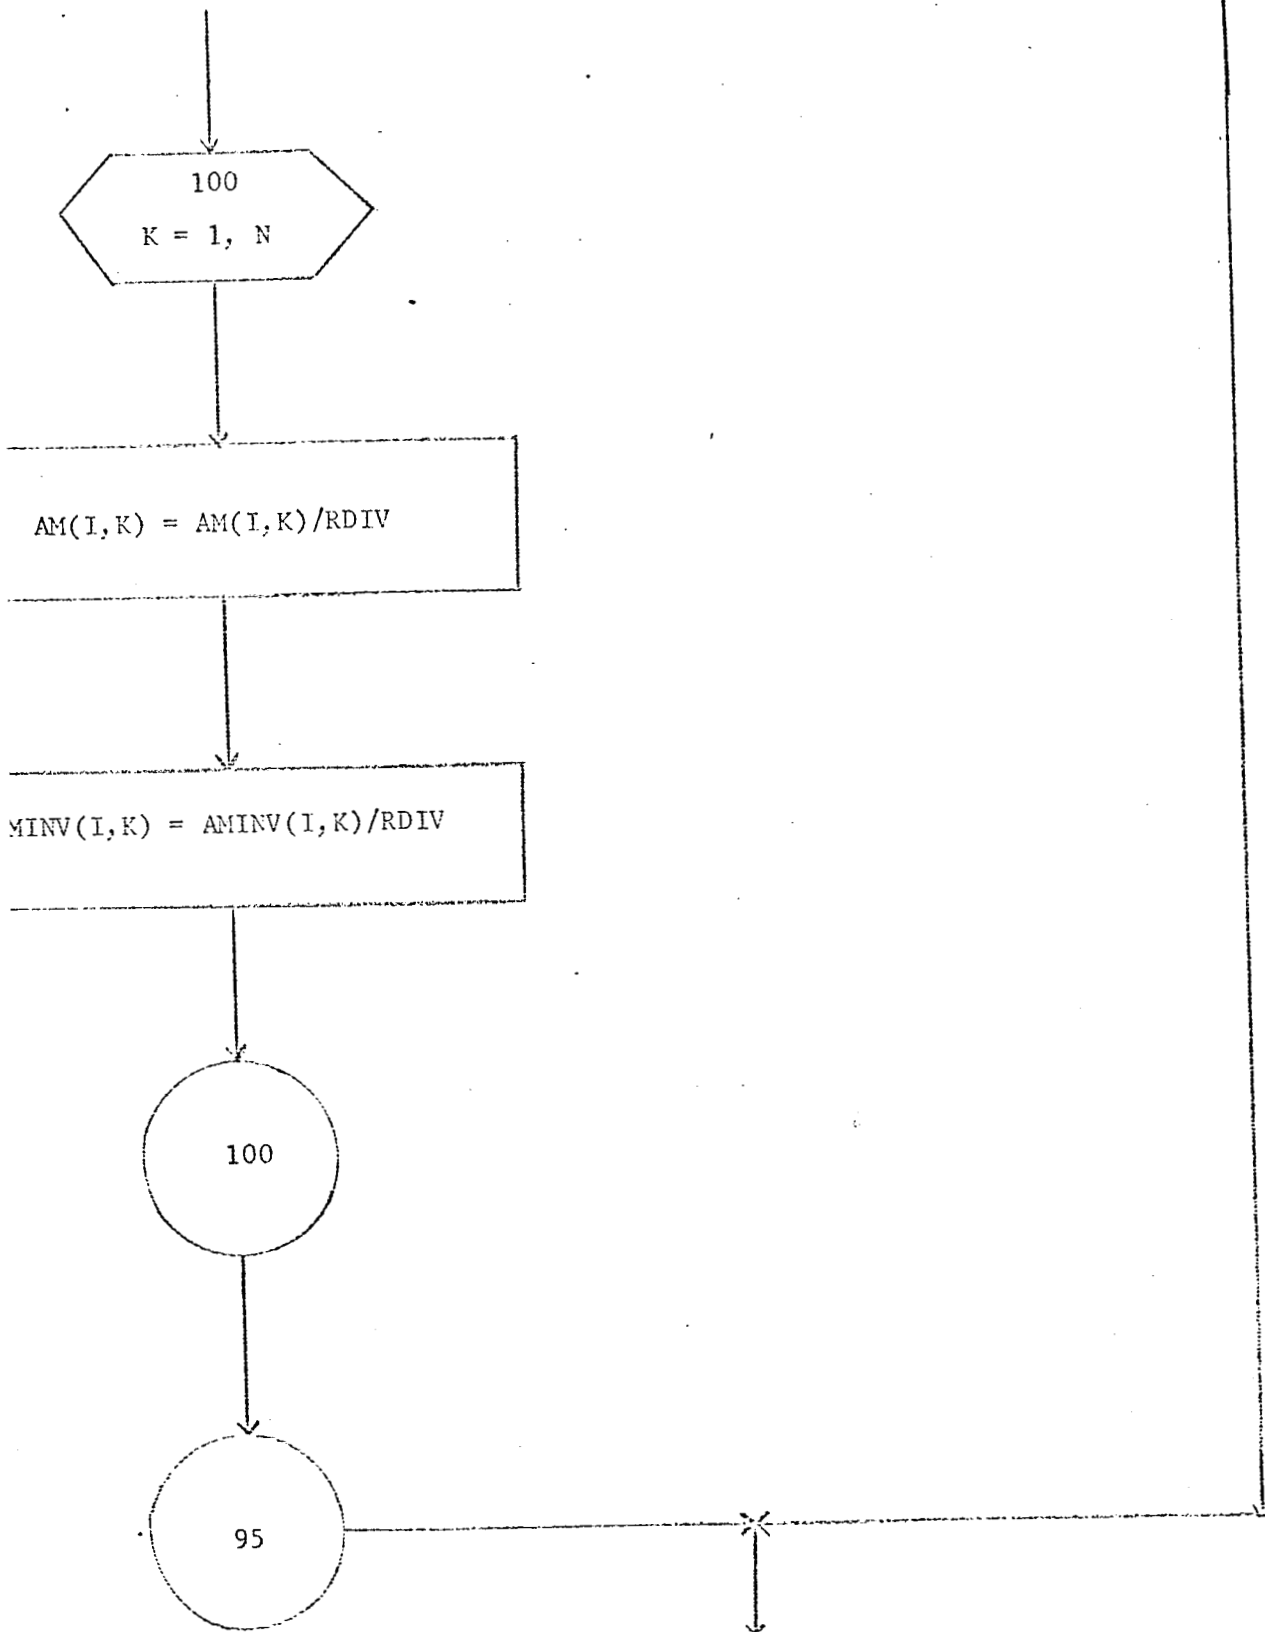 100
K = 1, N
AM(I,K) = AM(I,K)/RDIV
MINV(I,K) = AMINV(I,K)/RDIV
100
95